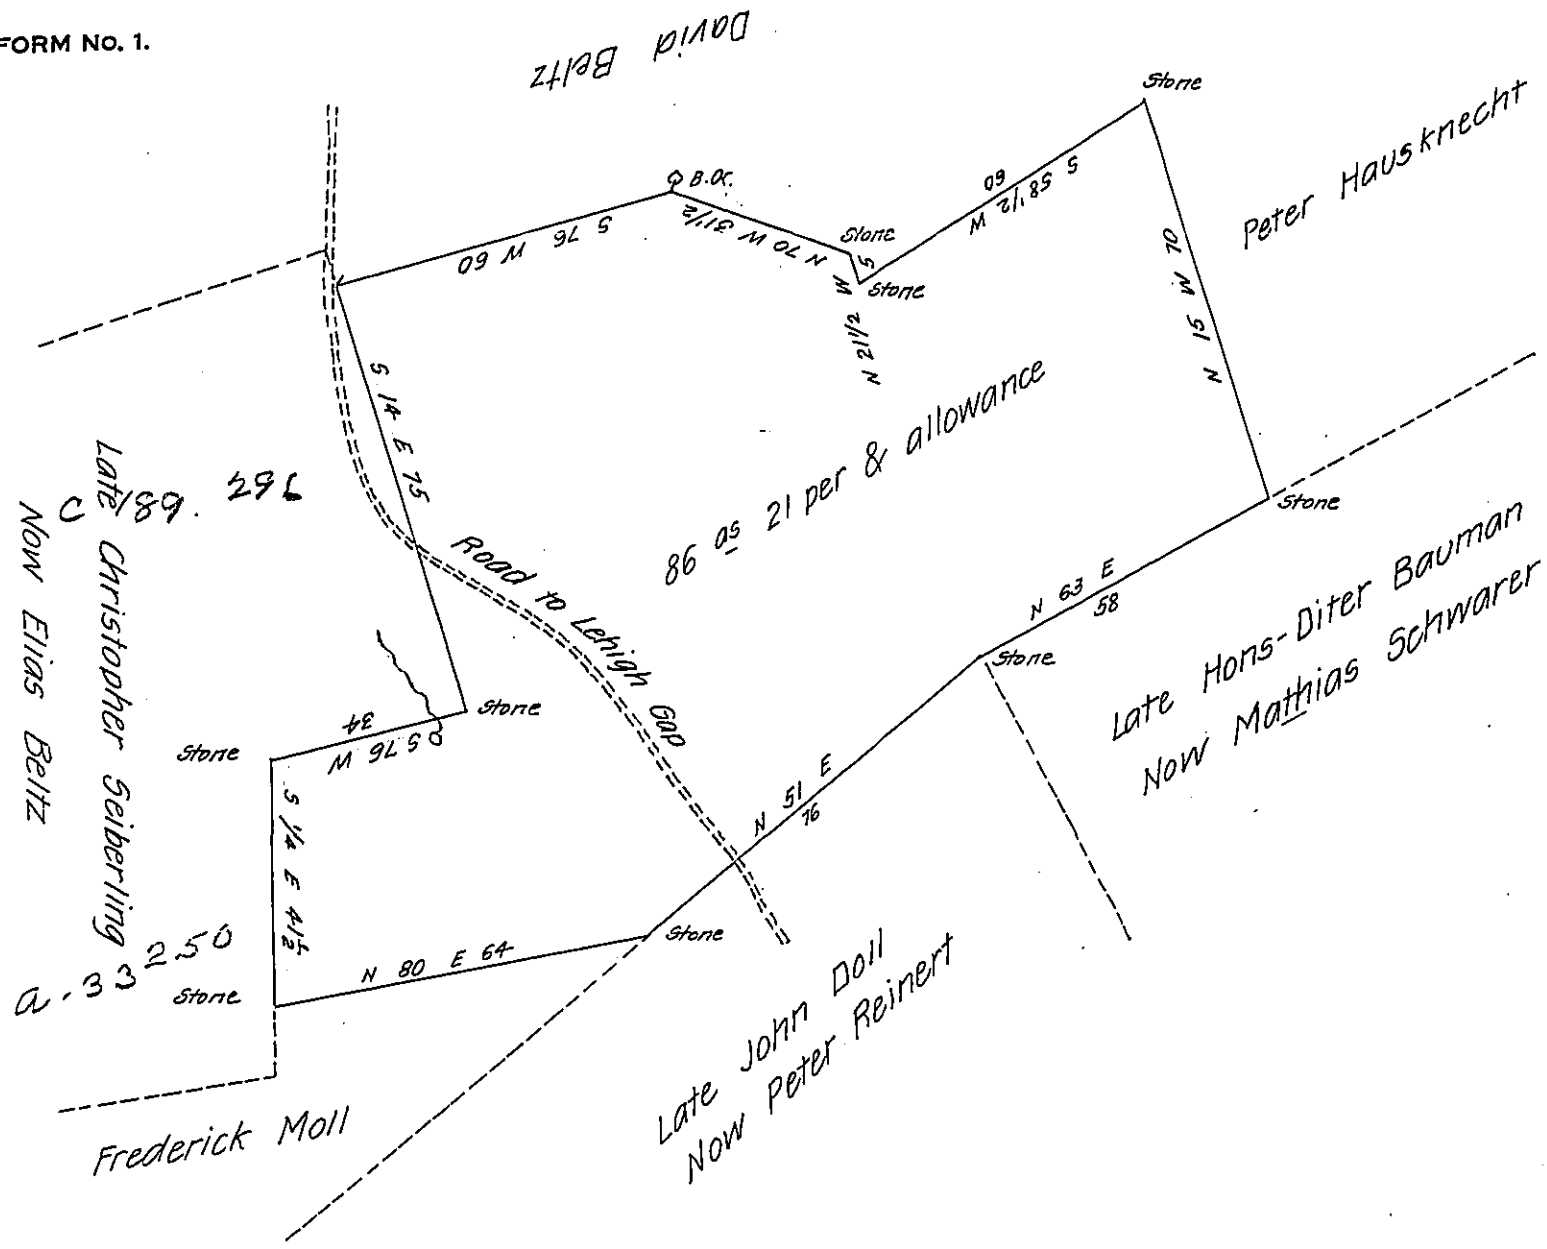 FORM No. 1.
David Beltz
Stone
Peter Hausknecht
B.O.
S 76 W 60
N 70 W 31 1/2
Stone
5
Stone
N 21 1/2 W
S 58 1/2 W
60
N 15 W 70
S 14 E 75
86 as 21 per & allowance
Late Christopher Seiberling
Now Elias Beltz
C 189. 296
Road to Lehigh Gap
Stone
N 63 E
58
Stone
Late Hons-Diter Bauman
Now Mathias Schwarer
Stone
34
S 76 W
Stone
N 51 E
76
S 1/4 E 41 1/2
a. 33 250
Stone
N 80 E 64
Stone
Late John Doll
Now Peter Reinert
Frederick Moll